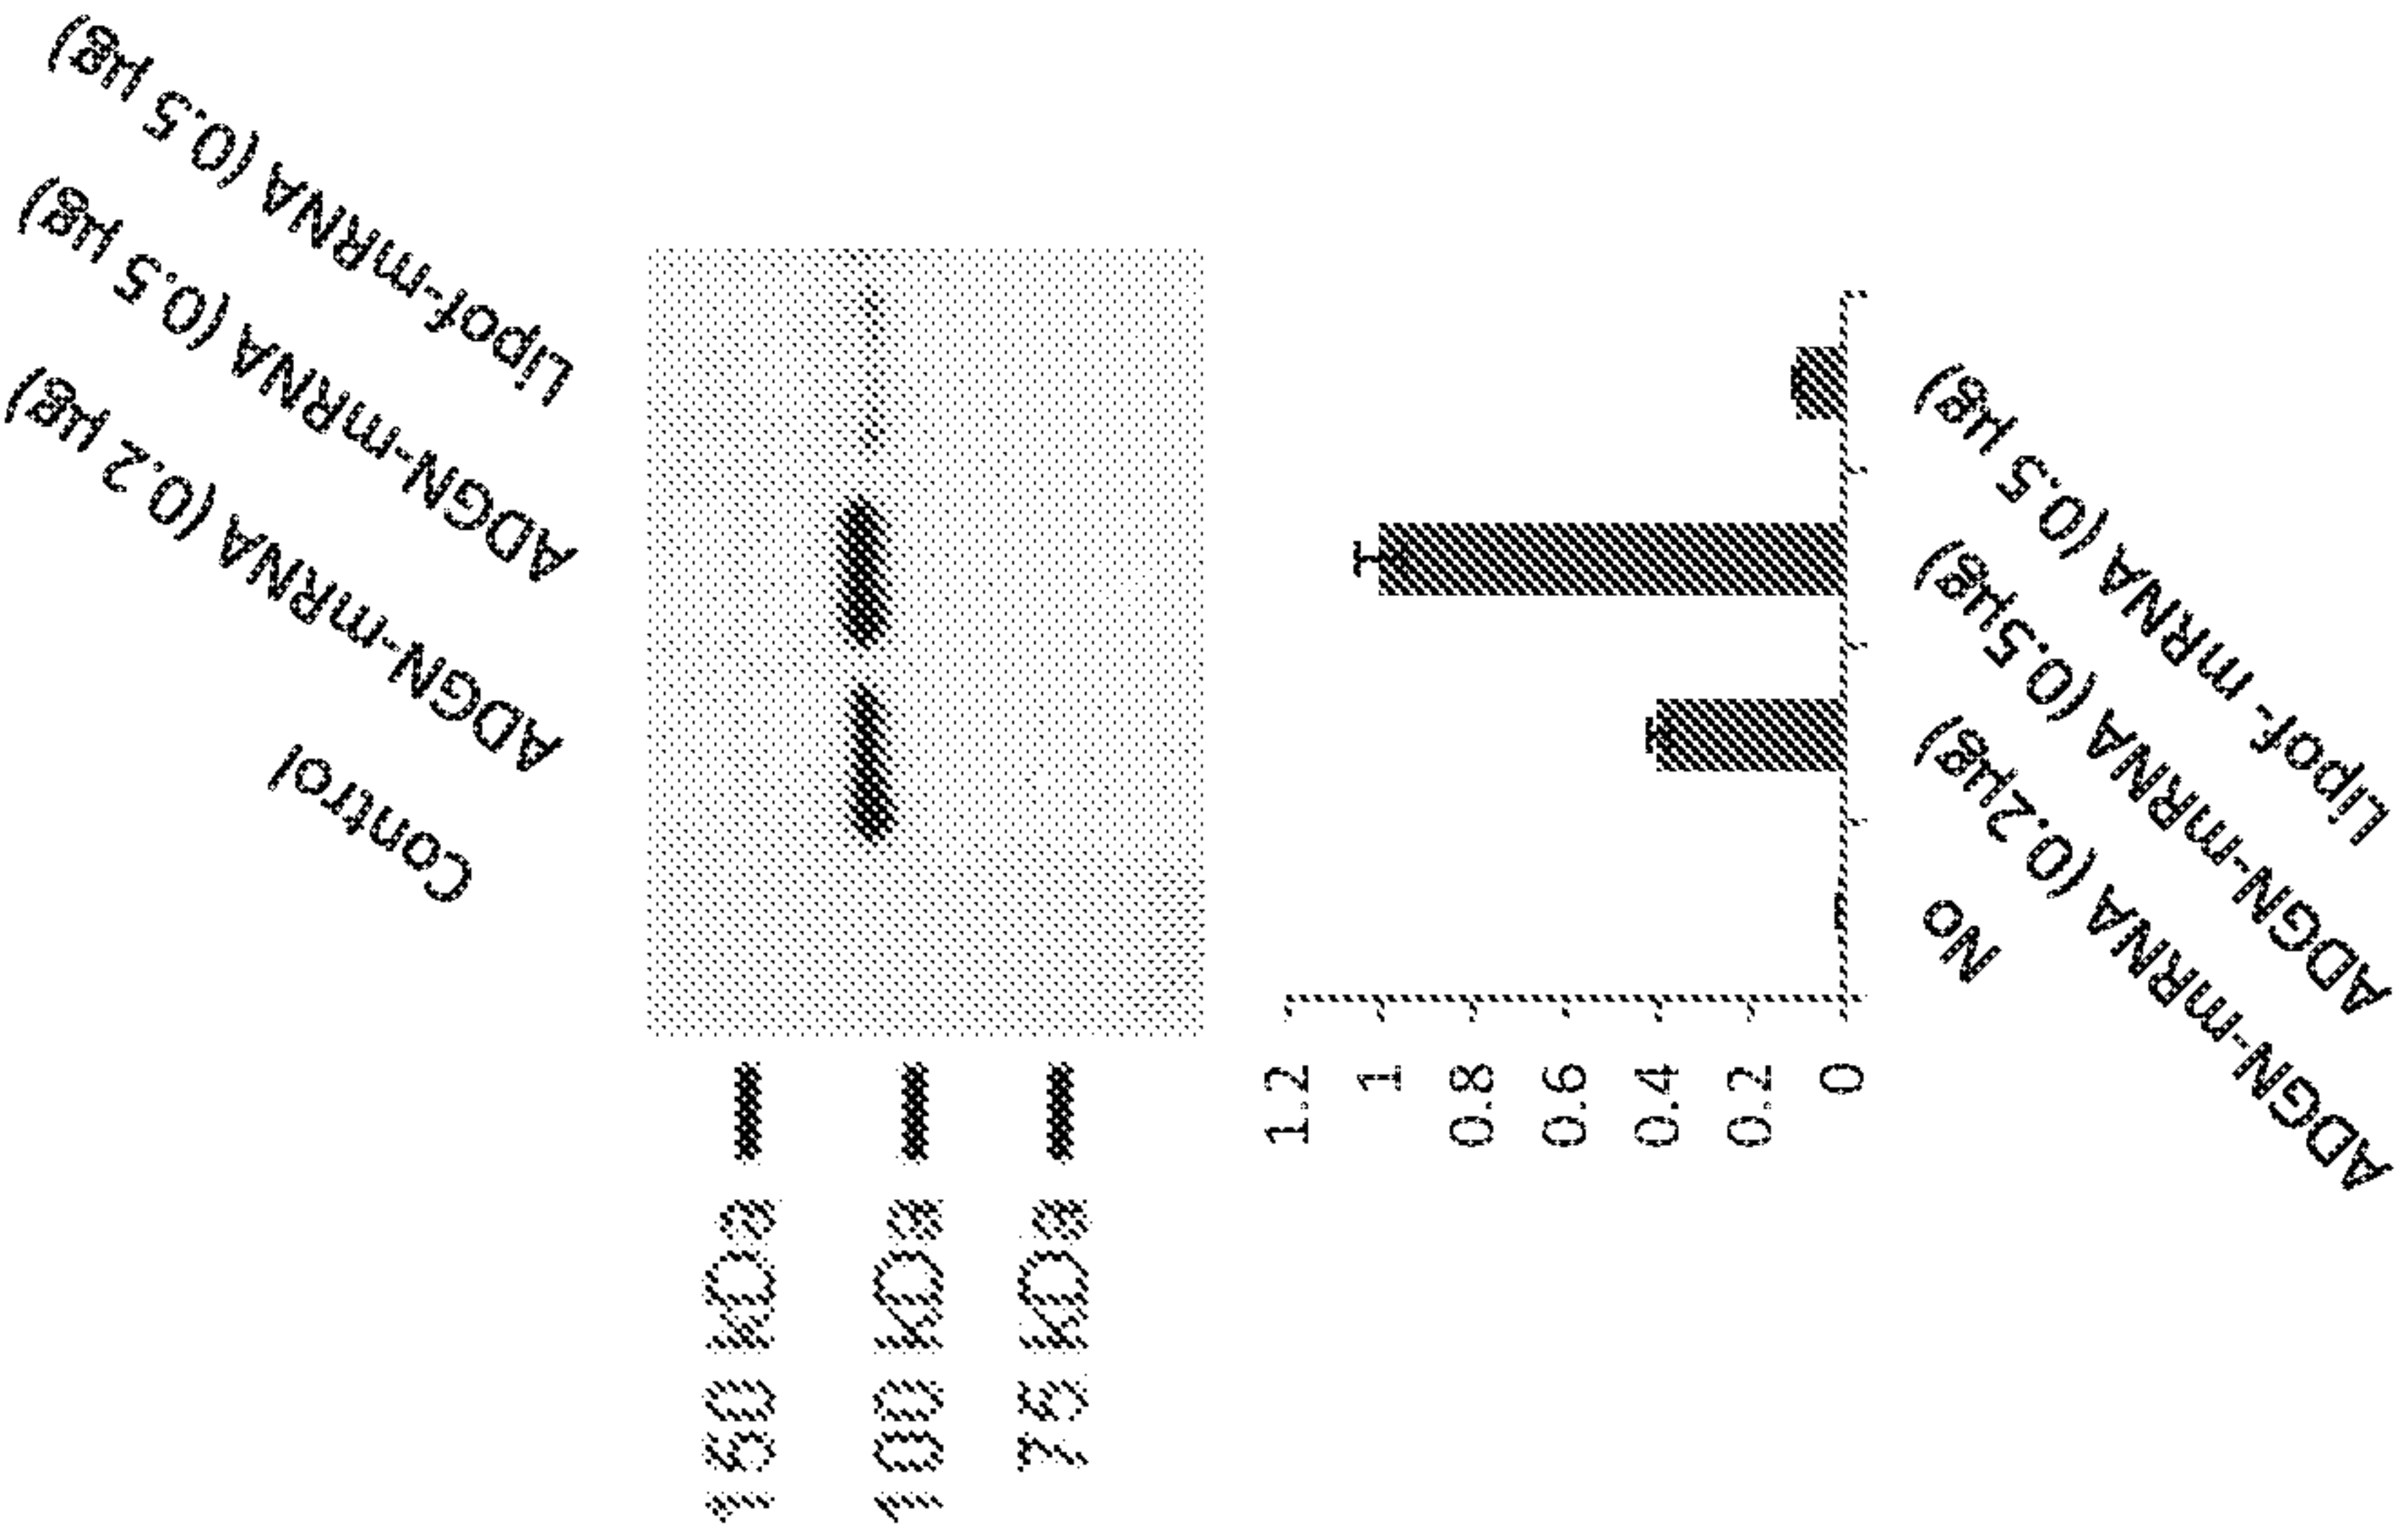 Control
ADGN-mRNA (0.2 µg)
ADGN-mRNA (0.5 µg)
Lipof-mRNA (0.5 µg)
150 kDa
100 kDa
75 kDa
1.2
1
0.8
0.6
0.4
0.2
0
No
ADGN-mRNA (0.2µg)
ADGN-mRNA (0.5µg)
Lipof- mRNA (0.5 µg)